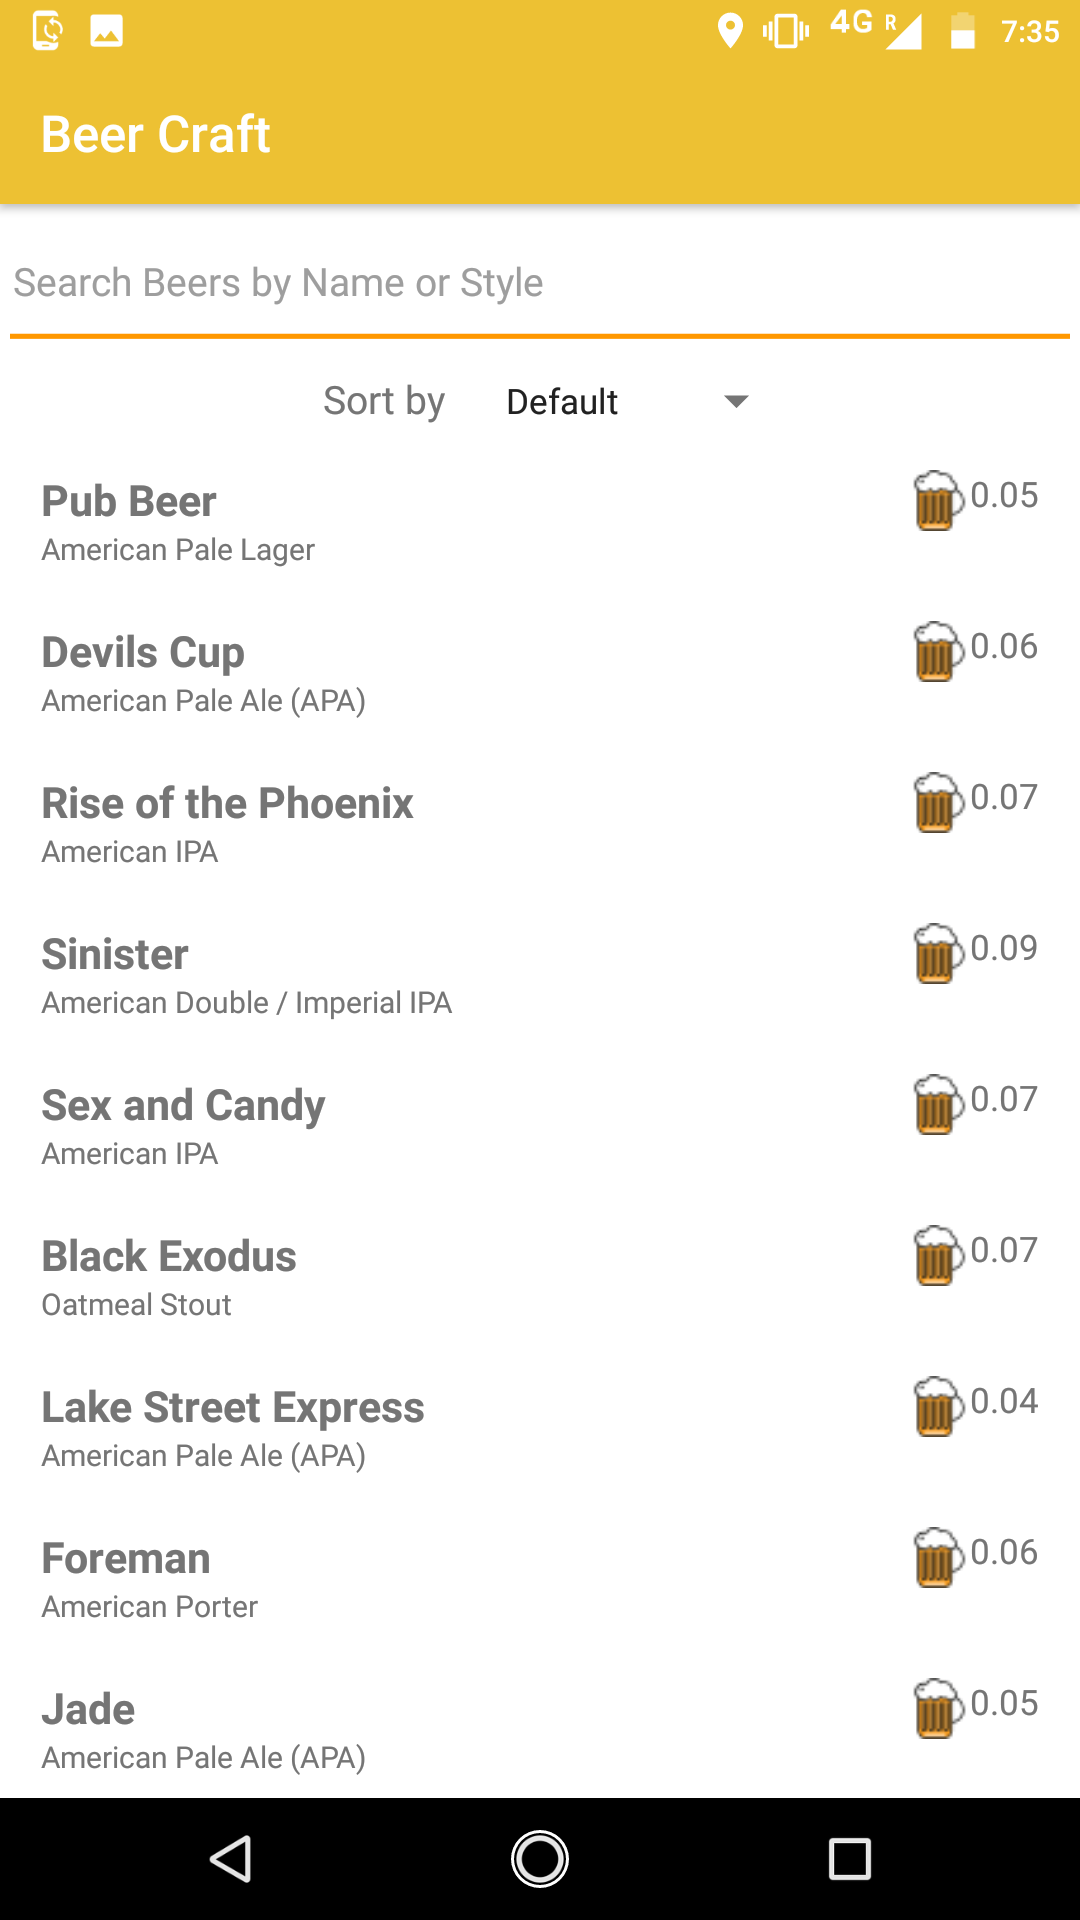 4G R 7:35
Beer Craft
Search Beers by Name or Style
Sort by Default
Pub Beer 0.05
American Pale Lager
Devils Cup 0.06
American Pale Ale (APA)
Rise of the Phoenix 0.07
American IPA
Sinister 0.09
American Double / Imperial IPA
Sex and Candy 0.07
American IPA
Black Exodus 0.07
Oatmeal Stout
Lake Street Express 0.04
American Pale Ale (APA)
Foreman 0.06
American Porter
Jade 0.05
American Pale Ale (APA)